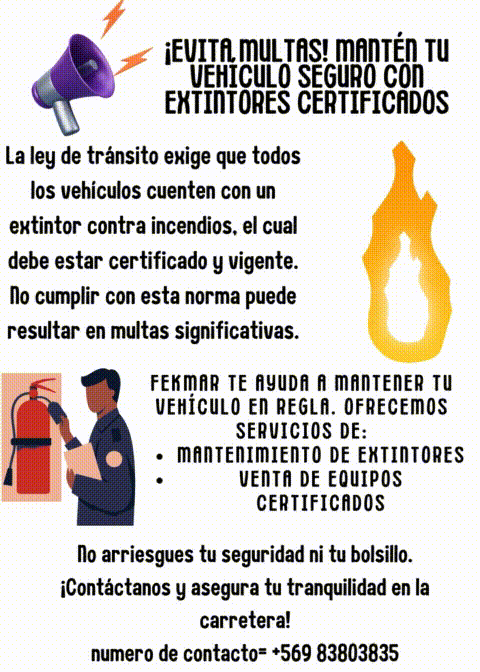 ¡EVITA MULTAS! MANTÉN TU
VEHÍCULO SEGURO CON
EXTINTORES CERTIFICADOS
La ley de tránsito exige que todos
los vehículos cuenten con un
extintor contra incendios, el cual
debe estar certificado y vigente.
No cumplir con esta norma puede
resultar en multas significativas.
FEKMAR TE AYUDA A MANTENER TU
VEHÍCULO EN REGLA. OFRECEMOS
SERVICIOS DE:
• MANTENIMIENTO DE EXTINTORES
• VENTA DE EQUIPOS
CERTIFICADOS
No arriesgues tu seguridad ni tu bolsillo.
¡Contáctanos y asegura tu tranquilidad en la
carretera!
numero de contacto= +569 83803835